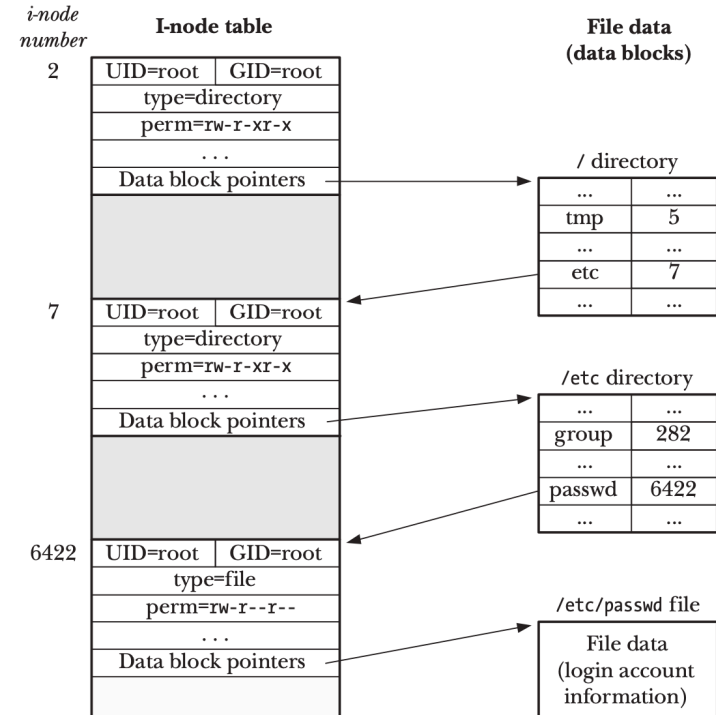 i-node number
I-node table
File data
(data blocks)
2
UID=root GID=root
type=directory
perm=rw-r-xr-x
...
Data block pointers
/ directory
... ...
tmp 5
... ...
etc 7
... ...
7
UID=root GID=root
type=directory
perm=rw-r-xr-x
...
Data block pointers
/etc directory
... ...
group 282
... ...
passwd 6422
... ...
6422
UID=root GID=root
type=file
perm=rw-r--r--
...
Data block pointers
/etc/passwd file
File data
(login account
information)